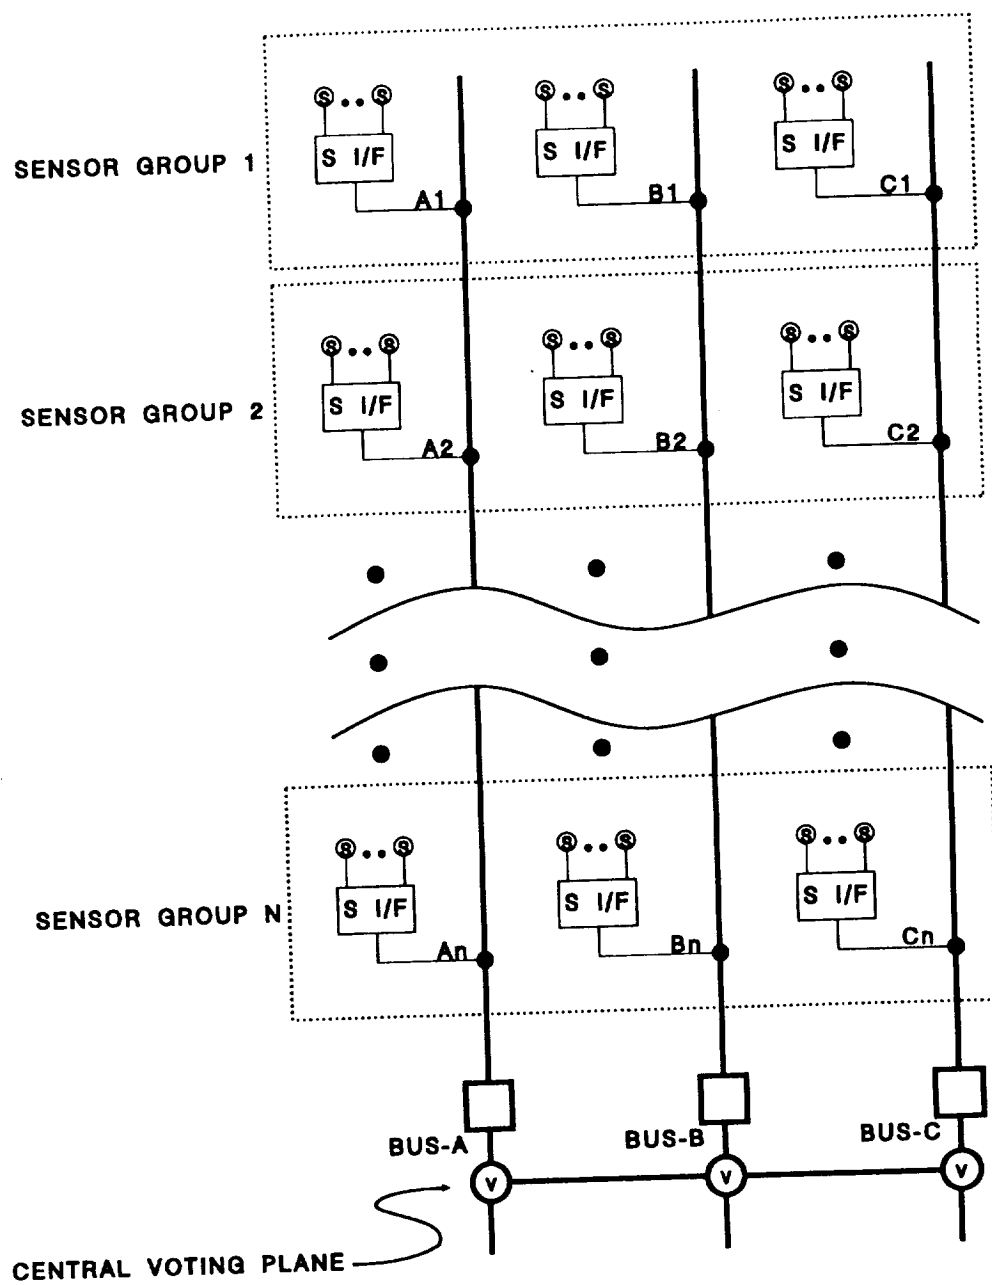 S S S S S S
SENSOR GROUP 1 S I/F S I/F S I/F
A1 B1 C1
S S S S S S
SENSOR GROUP 2 S I/F S I/F S I/F
A2 B2 C2
S S S S S S
SENSOR GROUP N S I/F S I/F S I/F
An Bn Cn
BUS-A BUS-B BUS-C
V V V
CENTRAL VOTING PLANE